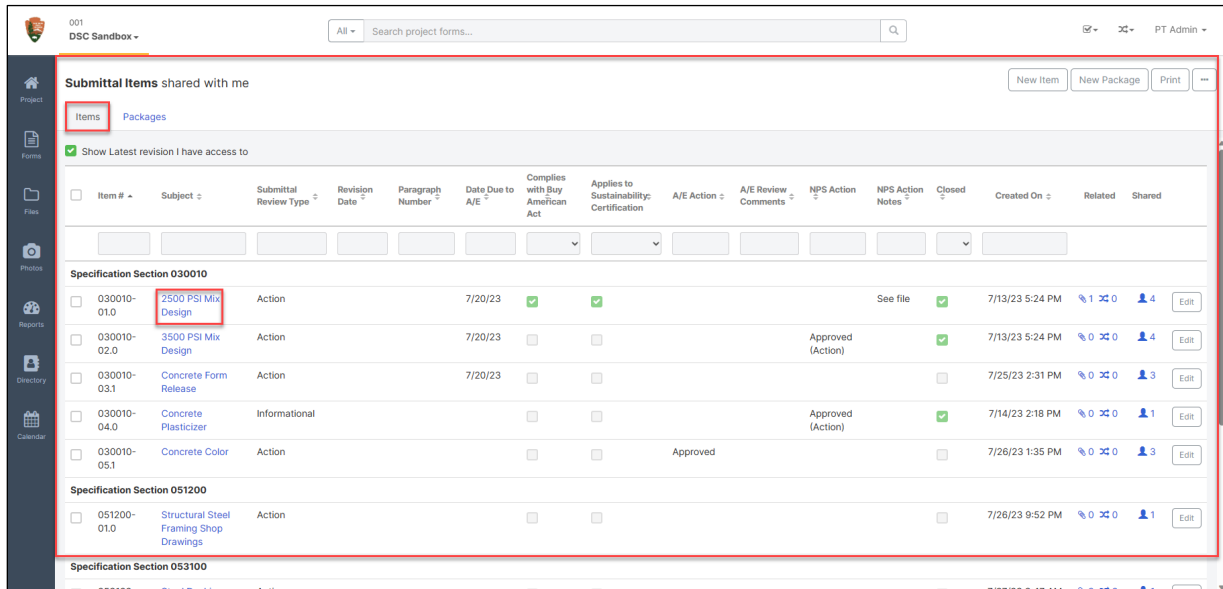 001
DSC Sandbox
All
Search project forms...
PT Admin
Project
Forms
Files
Photos
Reports
Directory
Calendar
Submittal Items shared with me
New Item
New Package
Print
Items
Packages
Show Latest revision I have access to
Item #
Subject
Submittal
Review Type
Revision
Date
Paragraph
Number
Date Due to
A/E
Complies
with Buy
American
Act
Applies to
Sustainability
Certification
A/E Action
A/E Review
Comments
NPS Action
NPS Action
Notes
Closed
Created On
Related
Shared
Specification Section 030010
030010-
01.0
2500 PSI Mix
Design
Action
7/20/23
See file
7/13/23 5:24 PM
1
0
4
Edit
030010-
02.0
3500 PSI Mix
Design
Action
7/20/23
Approved
(Action)
7/13/23 5:24 PM
0
0
4
Edit
030010-
03.1
Concrete Form
Release
Action
7/20/23
7/25/23 2:31 PM
0
0
3
Edit
030010-
04.0
Concrete
Plasticizer
Informational
Approved
(Action)
7/14/23 2:18 PM
0
0
1
Edit
030010-
05.1
Concrete Color
Action
Approved
7/26/23 1:35 PM
0
0
3
Edit
Specification Section 051200
051200-
01.0
Structural Steel
Framing Shop
Drawings
Action
7/26/23 9:52 PM
0
0
1
Edit
Specification Section 053100